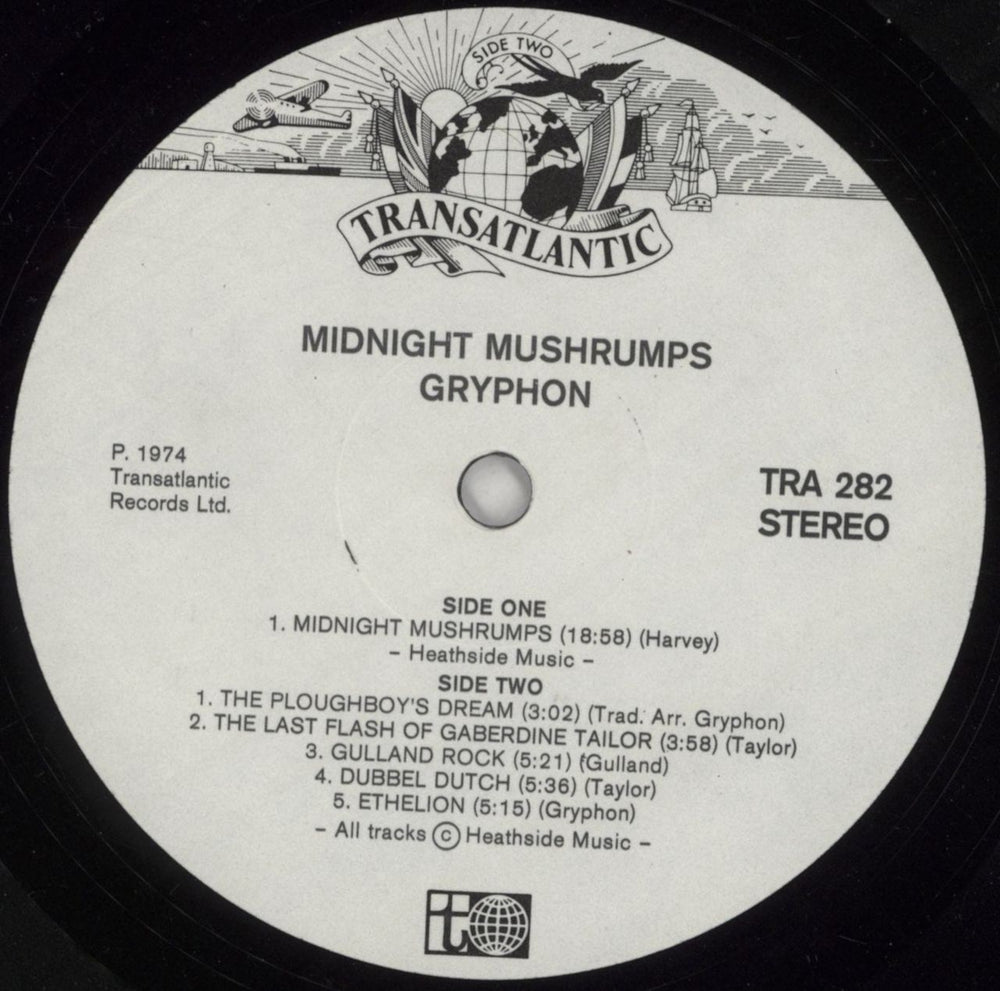 SIDE TWO
TRANSATLANTIC
MIDNIGHT MUSHRUMPS
GRYPHON
P. 1974
Transatlantic
Records Ltd.
TRA 282
STEREO
SIDE ONE
1. MIDNIGHT MUSHRUMPS (18:58) (Harvey)
– Heathside Music –
SIDE TWO
1. THE PLOUGHBOY'S DREAM (3:02) (Trad. Arr. Gryphon)
2. THE LAST FLASH OF GABERDINE TAILOR (3:58) (Taylor)
3. GULLAND ROCK (5:21) (Gulland)
4. DUBBEL DUTCH (5:36) (Taylor)
5. ETHELION (5:15) (Gryphon)
– All tracks © Heathside Music –
t